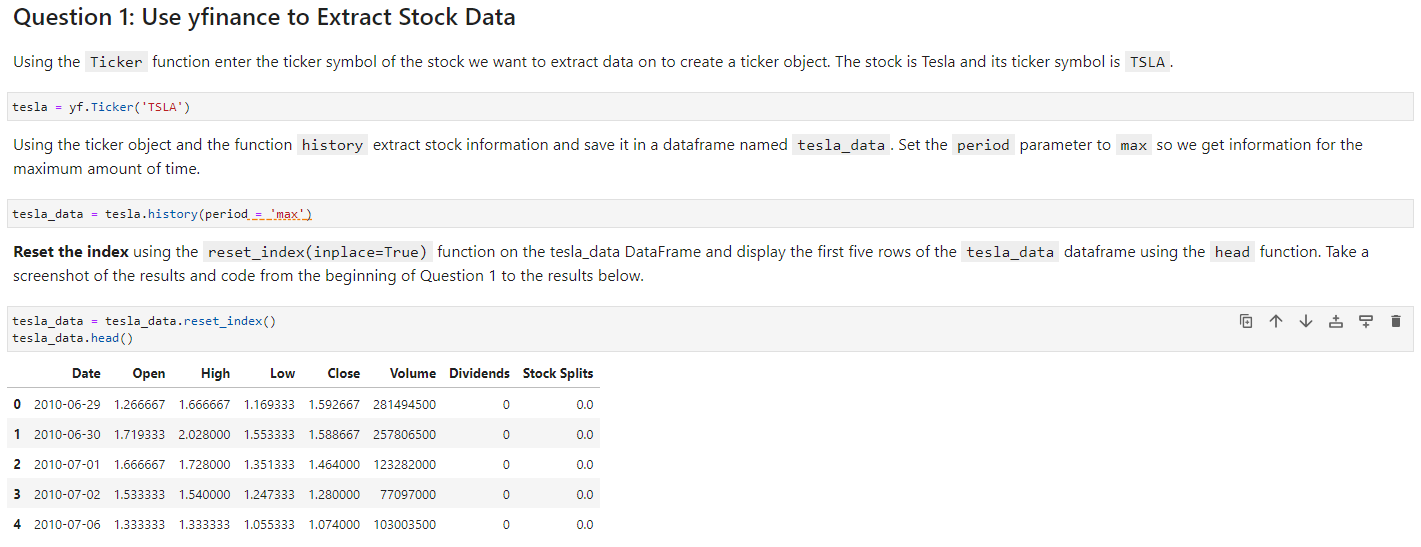 Question 1: Use yfinance to Extract Stock Data
Using the Ticker function enter the ticker symbol of the stock we want to extract data on to create a ticker object. The stock is Tesla and its ticker symbol is TSLA.
tesla = yf.Ticker('TSLA')
Using the ticker object and the function history extract stock information and save it in a dataframe named tesla_data. Set the period parameter to max so we get information for the
maximum amount of time.
tesla_data = tesla.history(period = 'max')
Reset the index using the reset_index(inplace=True) function on the tesla_data DataFrame and display the first five rows of the tesla_data dataframe using the head function. Take a
screenshot of the results and code from the beginning of Question 1 to the results below.
tesla_data = tesla_data.reset_index()
tesla_data.head()
Date Open High Low Close Volume Dividends Stock Splits
0 2010-06-29 1.266667 1.666667 1.169333 1.592667 281494500 0 0.0
1 2010-06-30 1.719333 2.028000 1.553333 1.588667 257806500 0 0.0
2 2010-07-01 1.666667 1.728000 1.351333 1.464000 123282000 0 0.0
3 2010-07-02 1.533333 1.540000 1.247333 1.280000 77097000 0 0.0
4 2010-07-06 1.333333 1.333333 1.055333 1.074000 103003500 0 0.0